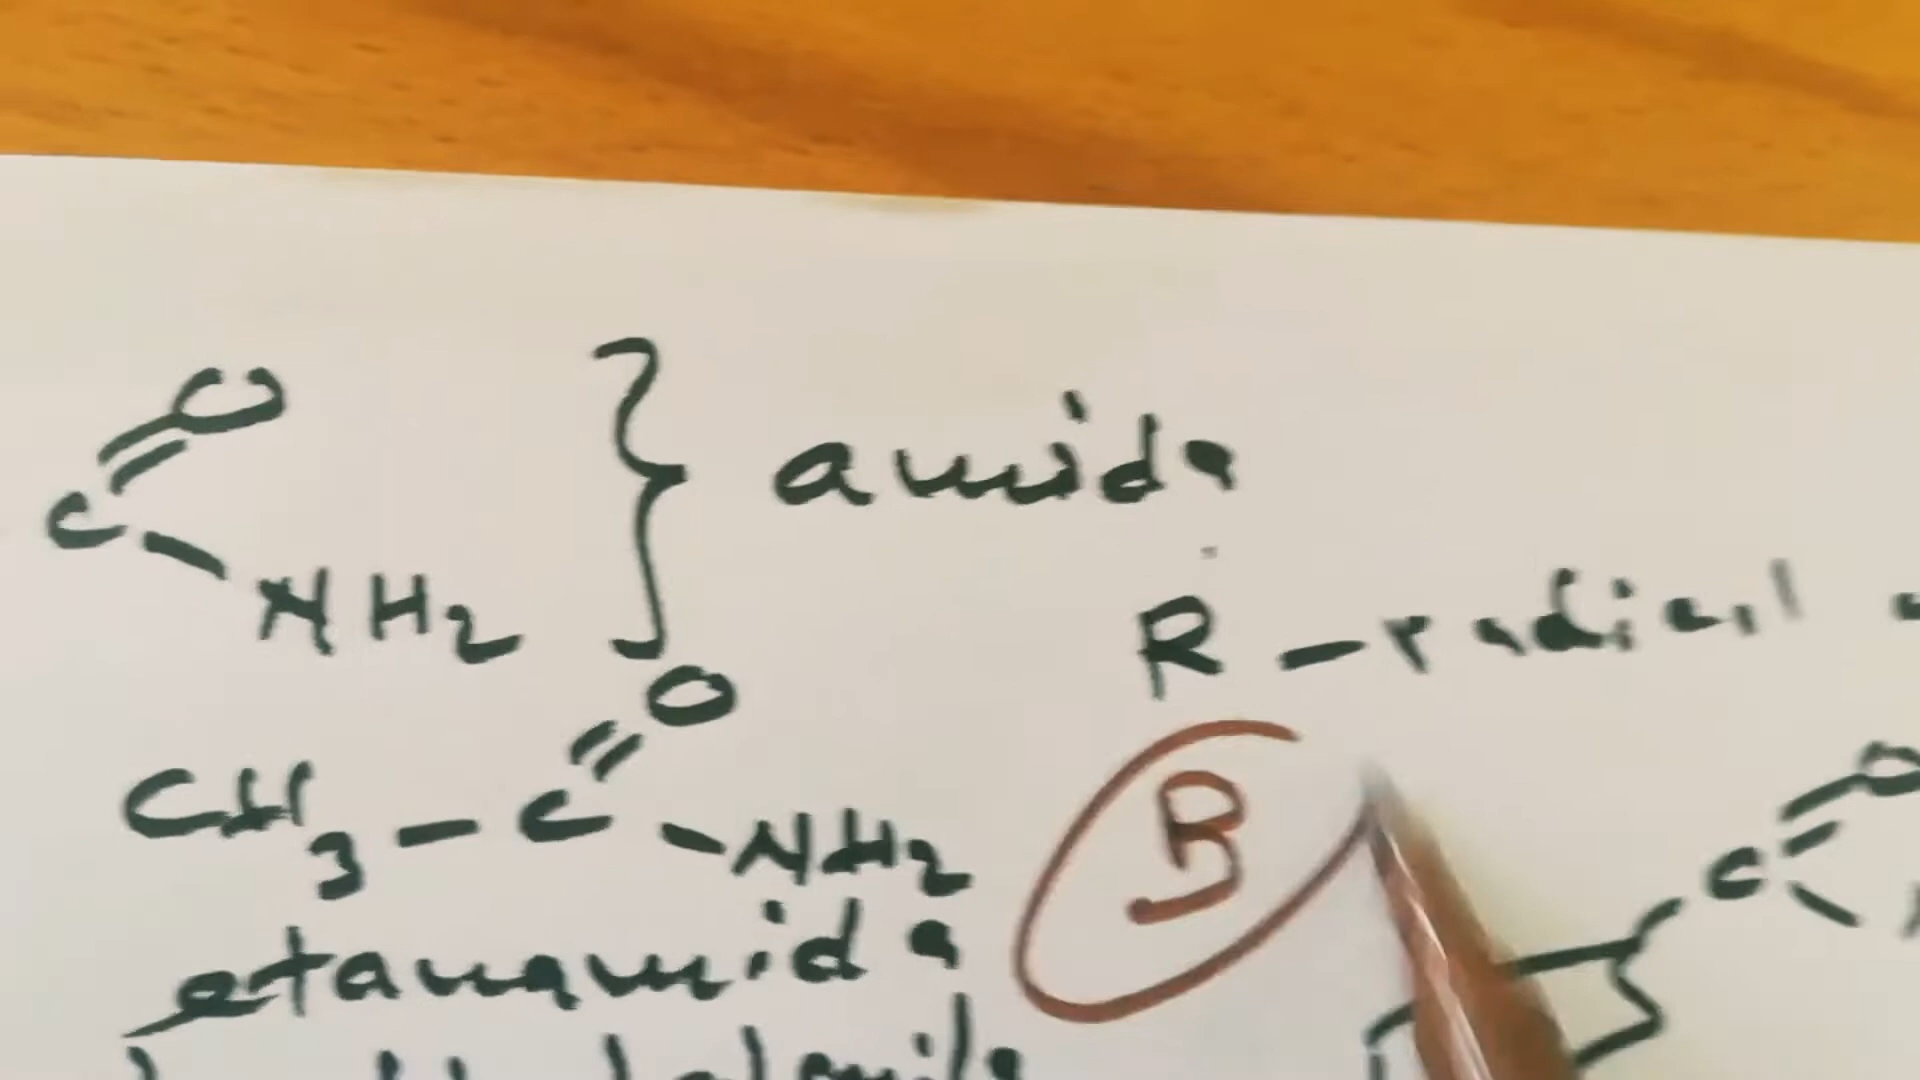 C=O
NH2
} amida
R - radical
CH3 - C=O - NH2
B
etanamida
C=O